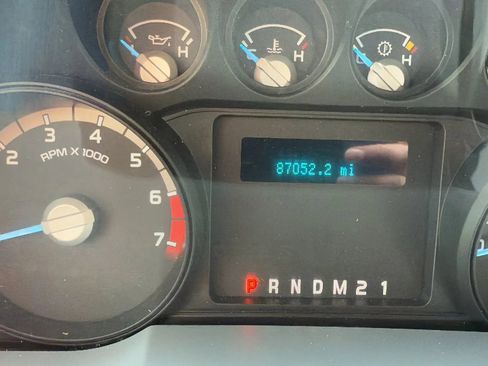 H H H
L L
2 3 4 5 6 7
RPM X 1000
87052.2 mi
P R N D M 2 1